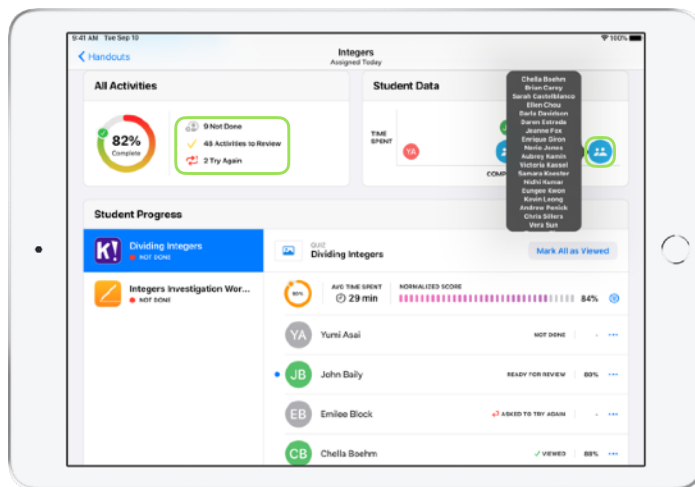 9:41 AM Tue Sep 10
100%
Handouts
Integers
Assigned Today
All Activities
82%
Complete
9 Not Done
48 Activities to Review
2 Try Again
Student Data
TIME
SPENT
YA
Chella Boehm
Brian Carey
Sarah Castelblanco
Ellen Chou
Darla Davidson
Daren Estrada
Jeanne Fox
Enrique Giron
Neria Jones
Aubrey Kamin
Victoria Kassel
Samara Koester
Nidhi Kumar
Eungee Kwon
Kevin Leong
Andrew Penick
Chris Sillers
Vera Sun
Student Progress
K!
Dividing Integers
NOT DONE
Integers Investigation Wor...
NOT DONE
QUIZ
Dividing Integers
Mark All as Viewed
AVG TIME SPENT
29 min
NORMALIZED SCORE
84%
YA
Yumi Asai
NOT DONE
-
JB
John Baily
READY FOR REVIEW
80%
EB
Emilee Block
ASKED TO TRY AGAIN
-
CB
Chella Boehm
VIEWED
88%